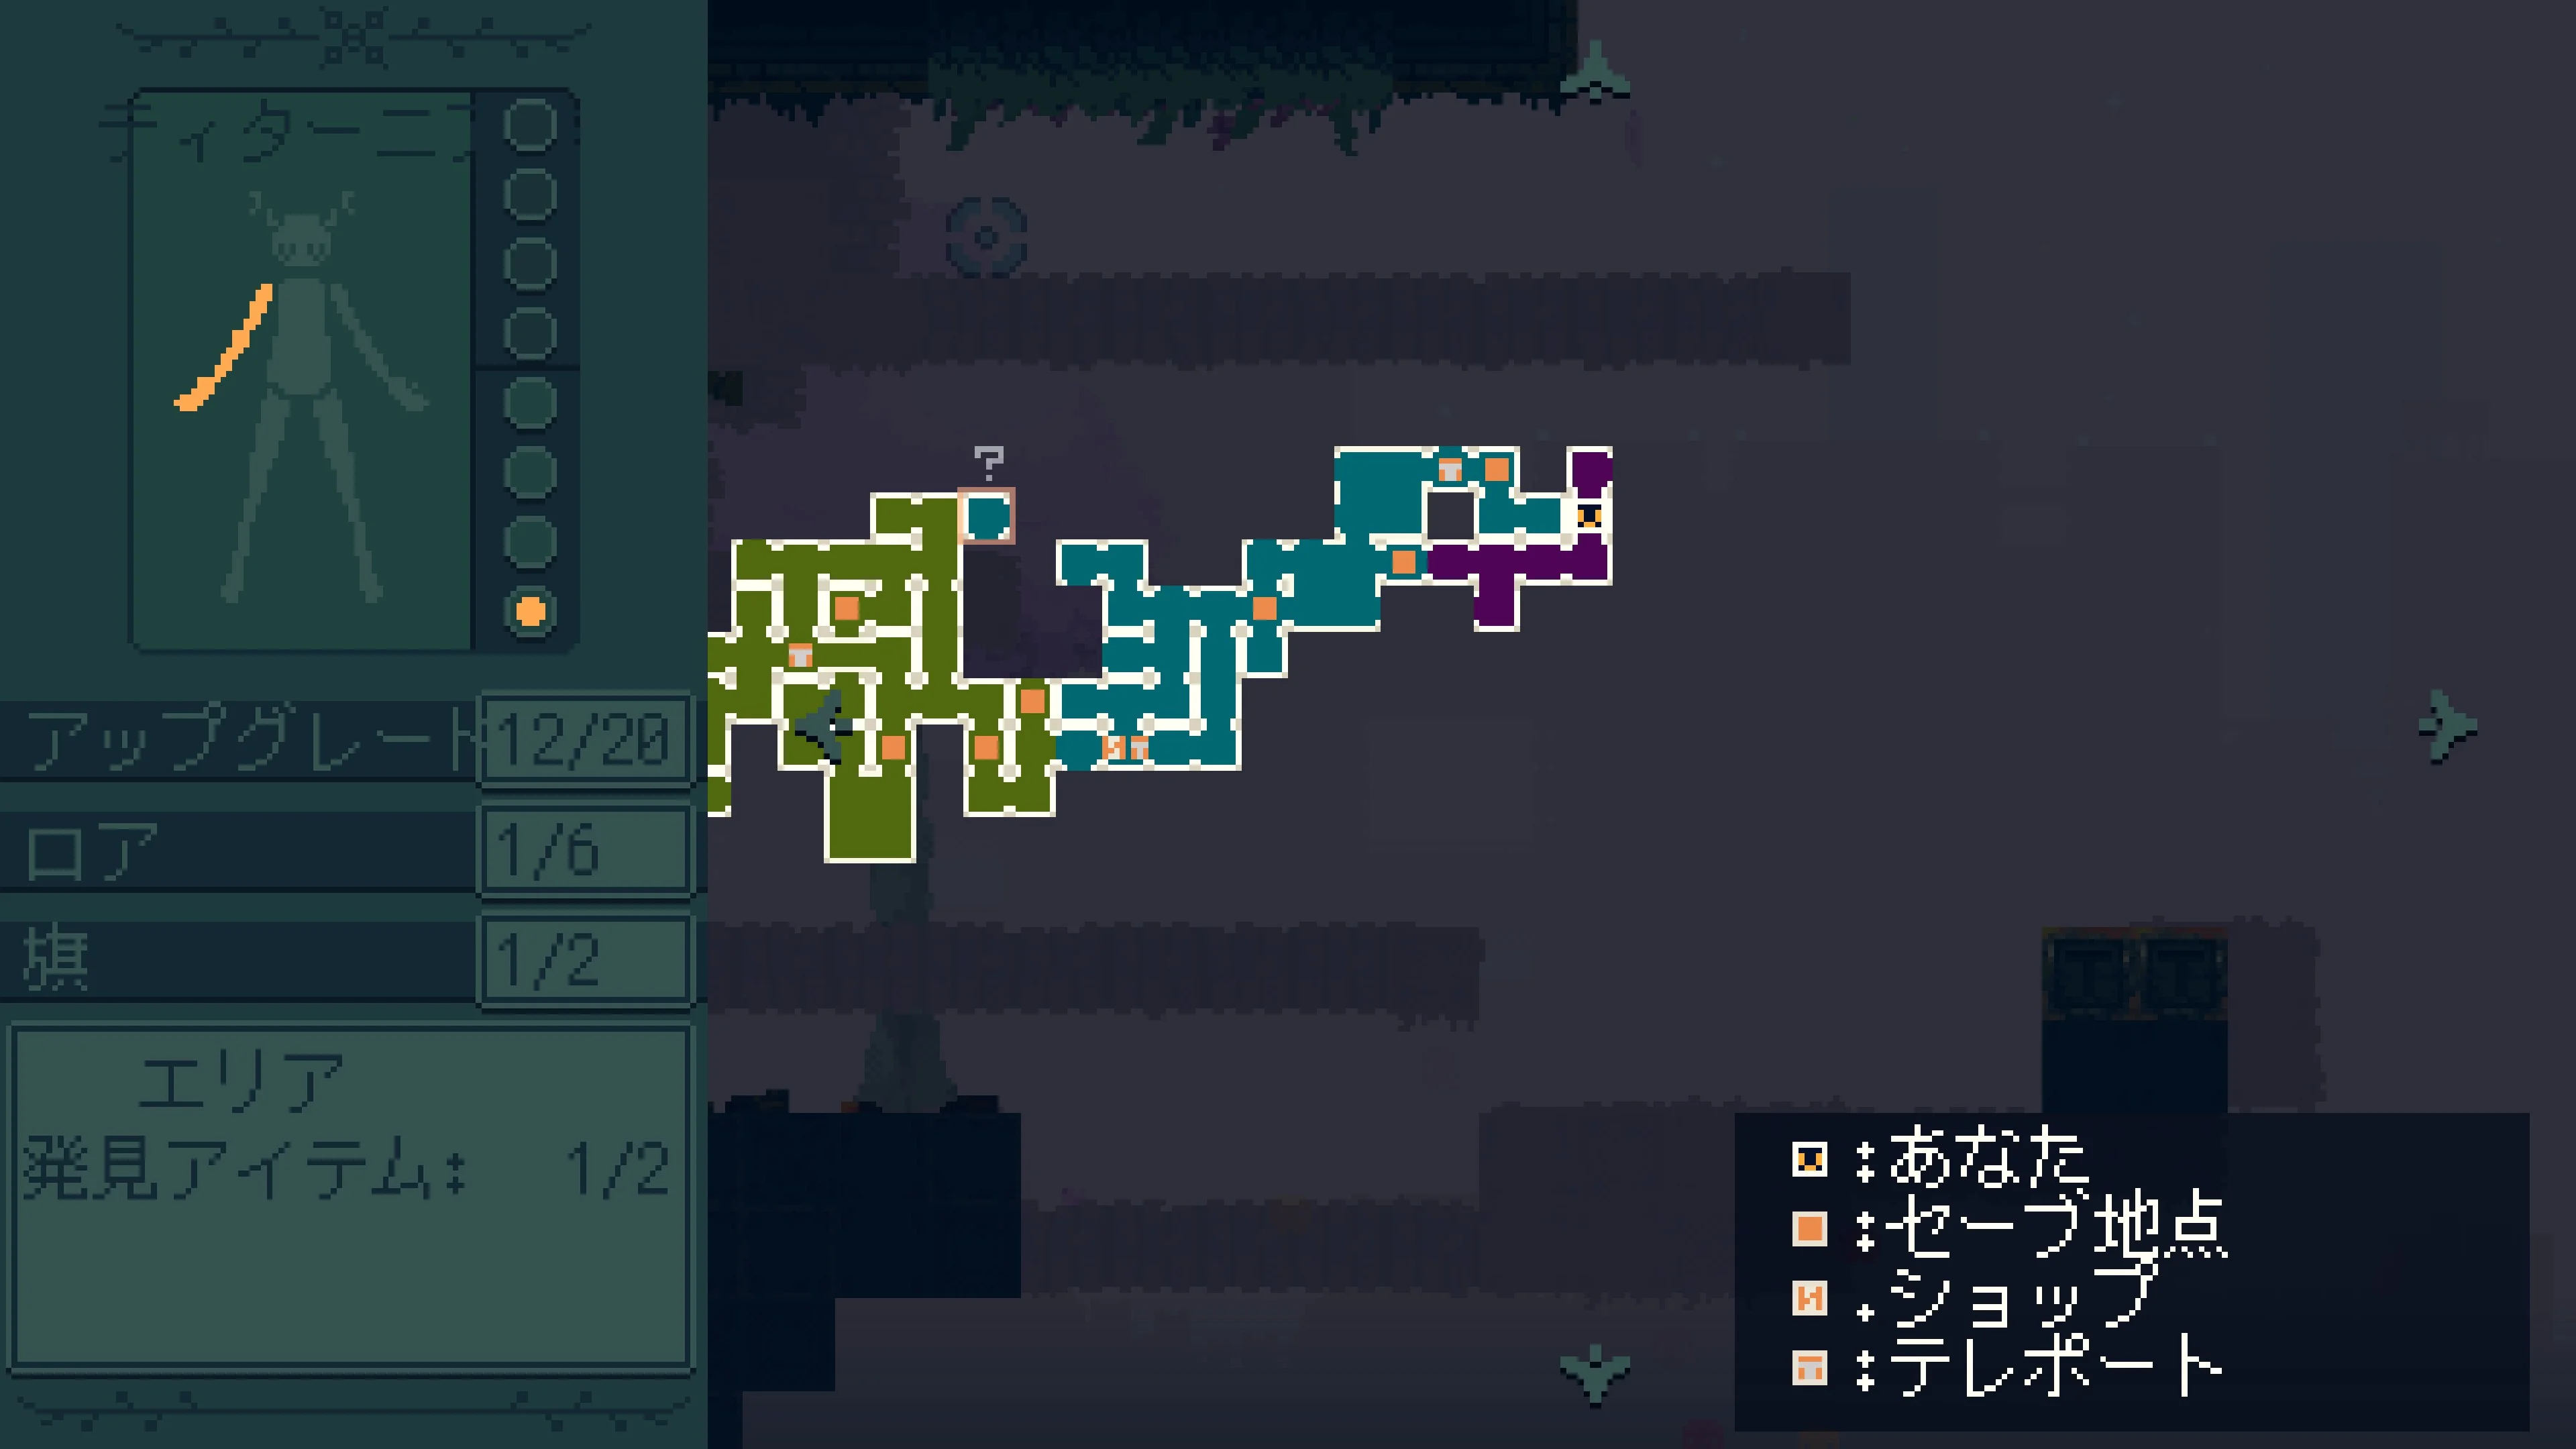 ティターニア
アップグレード 12/20
ロア 1/6
旗 1/2
エリア
発見アイテム: 1/2
?
:あなた
:セーブ地点
:ショップ
:テレポート